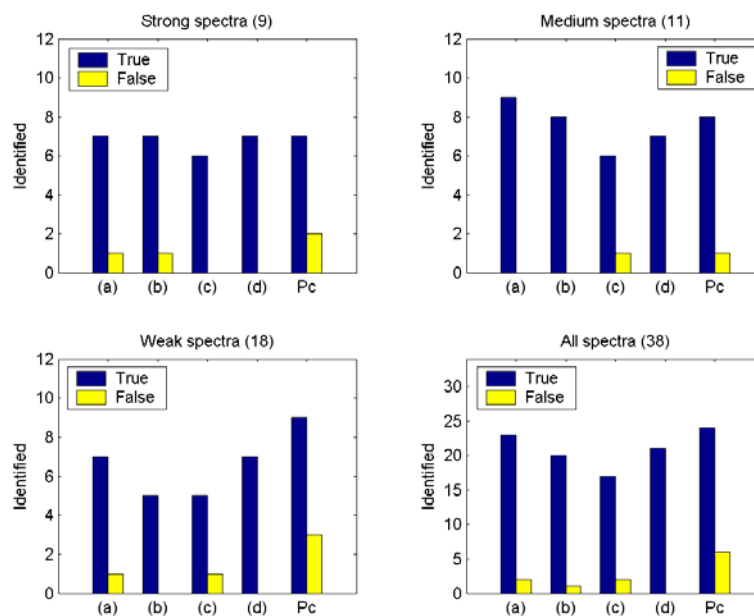 Strong spectra (9)
12
10
8
6
4
2
0
Identified
True
False
(a) (b) (c) (d) Pc
Medium spectra (11)
12
10
8
6
4
2
0
Identified
True
False
(a) (b) (c) (d) Pc
Weak spectra (18)
12
10
8
6
4
2
0
Identified
True
False
(a) (b) (c) (d) Pc
All spectra (38)
30
25
20
15
10
5
0
Identified
True
False
(a) (b) (c) (d) Pc